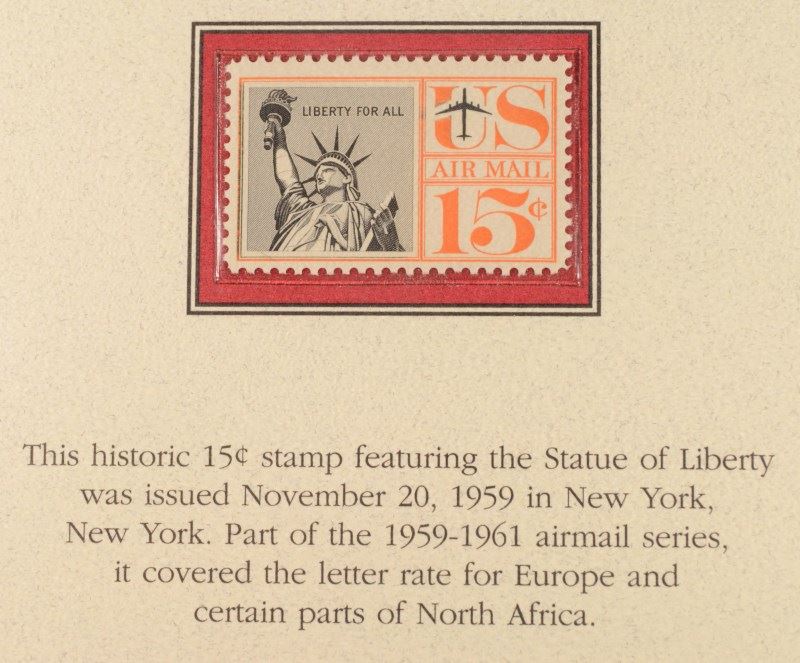 LIBERTY FOR ALL
US
AIR MAIL
15¢
This historic 15¢ stamp featuring the Statue of Liberty
was issued November 20, 1959 in New York,
New York. Part of the 1959-1961 airmail series,
it covered the letter rate for Europe and
certain parts of North Africa.